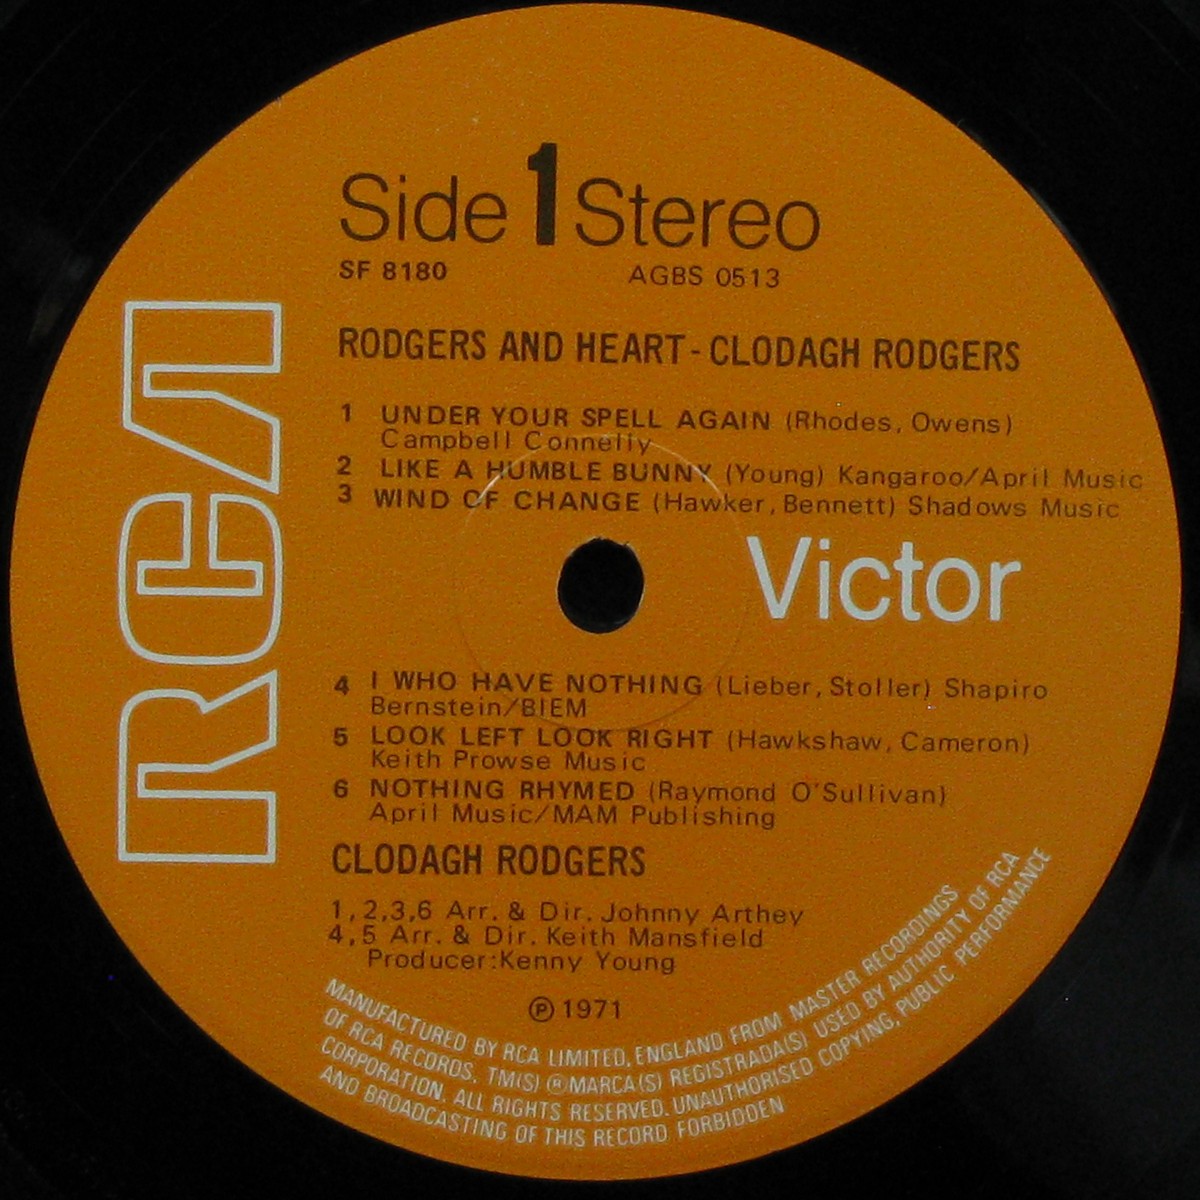 Side 1 Stereo
SF 8180 AGBS 0513
RODGERS AND HEART - CLODAGH RODGERS
1 UNDER YOUR SPELL AGAIN (Rhodes, Owens)
Campbell Connelly
2 LIKE A HUMBLE BUNNY (Young) Kangaroo/April Music
3 WIND OF CHANGE (Hawker, Bennett) Shadows Music
RCA
Victor
4 I WHO HAVE NOTHING (Lieber, Stoller) Shapiro
Bernstein/BIEM
5 LOOK LEFT LOOK RIGHT (Hawkshaw, Cameron)
Keith Prowse Music
6 NOTHING RHYMED (Raymond O'Sullivan)
April Music/MAM Publishing
CLODAGH RODGERS
1,2,3,6 Arr. & Dir. Johnny Arthey
4,5 Arr. & Dir. Keith Mansfield
Producer:Kenny Young
℗ 1971
MANUFACTURED BY RCA LIMITED, ENGLAND FROM MASTER RECORDINGS
OF RCA RECORDS. TM(S) ® MARCA(S) REGISTRADA(S) USED BY AUTHORITY OF RCA
CORPORATION. ALL RIGHTS RESERVED. UNAUTHORISED COPYING, PUBLIC PERFORMANCE
AND BROADCASTING OF THIS RECORD FORBIDDEN